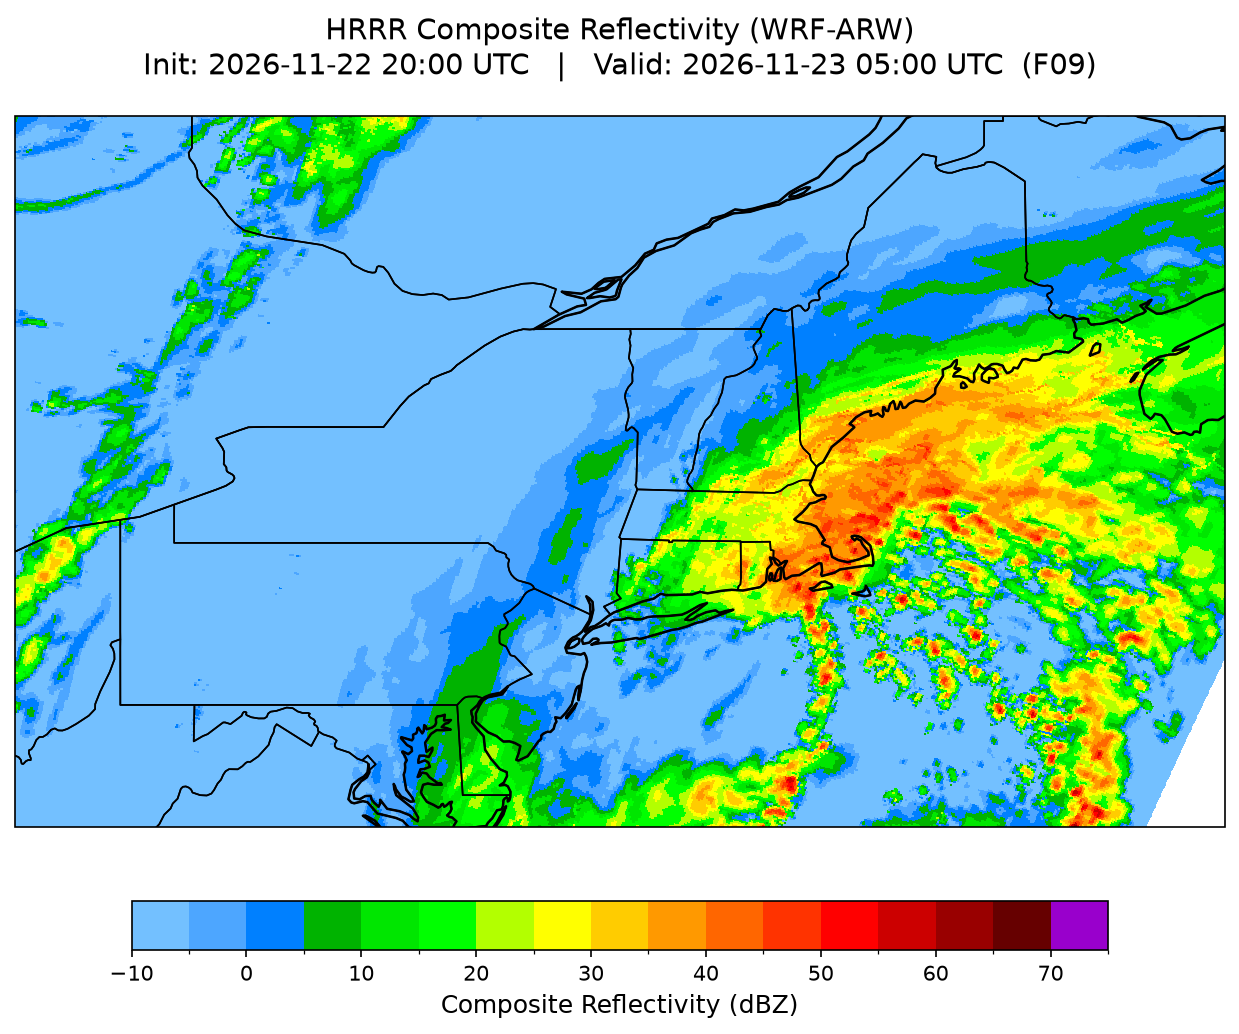 HRRR Composite Reflectivity (WRF-ARW)
Init: 2026-11-22 20:00 UTC | Valid: 2026-11-23 05:00 UTC (F09)
−10 0 10 20 30 40 50 60 70
Composite Reflectivity (dBZ)